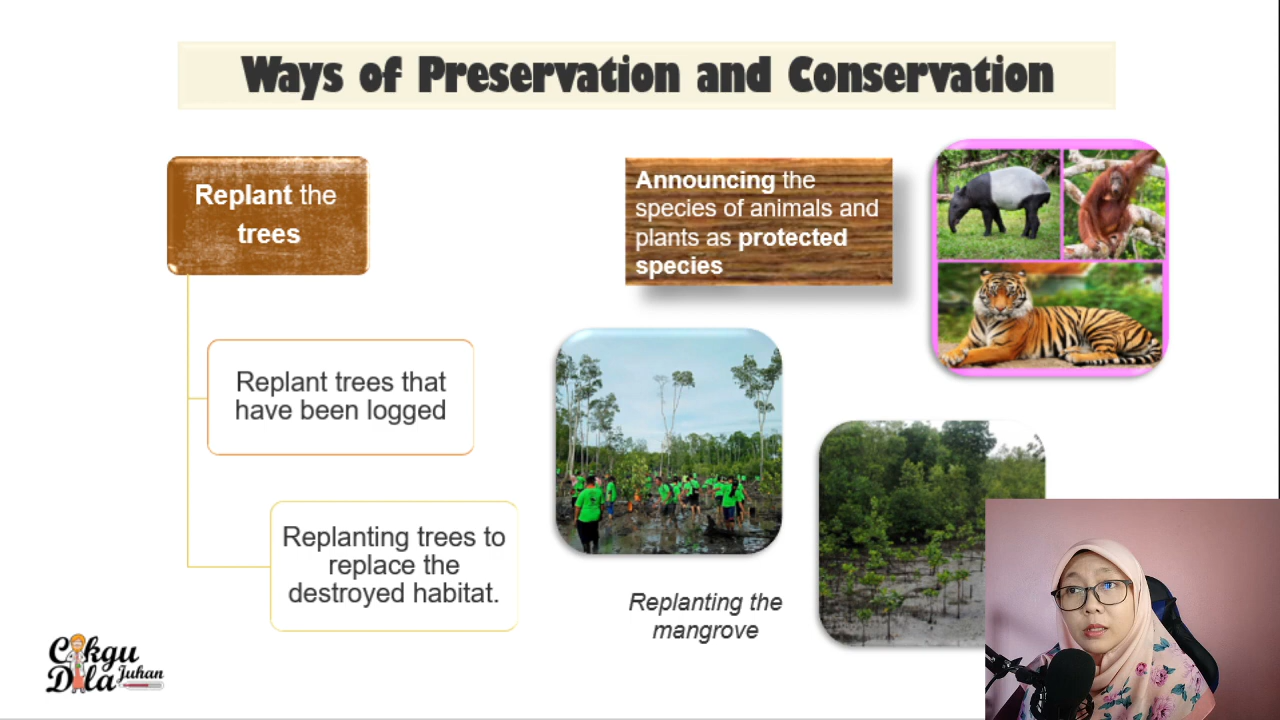 Ways of Preservation and Conservation
Replant the
trees
Replant trees that
have been logged
Replanting trees to
replace the
destroyed habitat.
Announcing the
species of animals and
plants as protected
species
Replanting the
mangrove
Cikgu
Dila Juhan